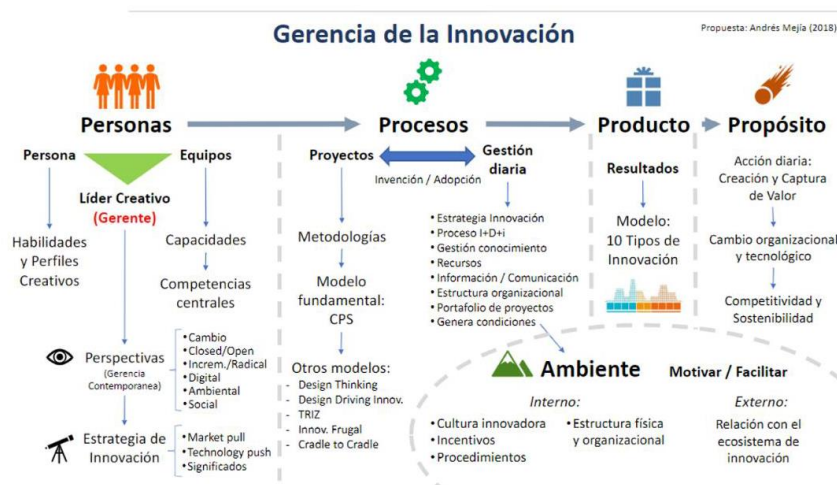 Gerencia de la Innovación
Propuesta: Andrés Mejía (2018)
Personas
Procesos
Producto
Propósito
Persona
Equipos
Líder Creativo
(Gerente)
Habilidades
y Perfiles
Creativos
Capacidades
Competencias
centrales
Perspectivas
(Gerencia
Contemporanea)
•Cambio
•Closed/Open
•Increm./Radical
•Digital
•Ambiental
•Social
Estrategia de
Innovación
•Market pull
•Technology push
•Significados
Proyectos
Gestión
diaria
Invención / Adopción
Metodologías
Modelo
fundamental:
CPS
Otros modelos:
- Design Thinking
- Design Driving Innov.
- TRIZ
- Innov. Frugal
- Cradle to Cradle
•Estrategia Innovación
•Proceso I+D+i
•Gestión conocimiento
•Recursos
•Información / Comunicación
•Estructura organizacional
•Portafolio de proyectos
•Genera condiciones
Resultados
Modelo:
10 Tipos de
Innovación
Acción diaria:
Creación y Captura
de Valor
Cambio organizacional
y tecnológico
Competitividad y
Sostenibilidad
Ambiente
Motivar / Facilitar
Interno:
•Cultura innovadora
•Incentivos
•Procedimientos
•Estructura física
y organizacional
Externo:
Relación con el
ecosistema de
innovación